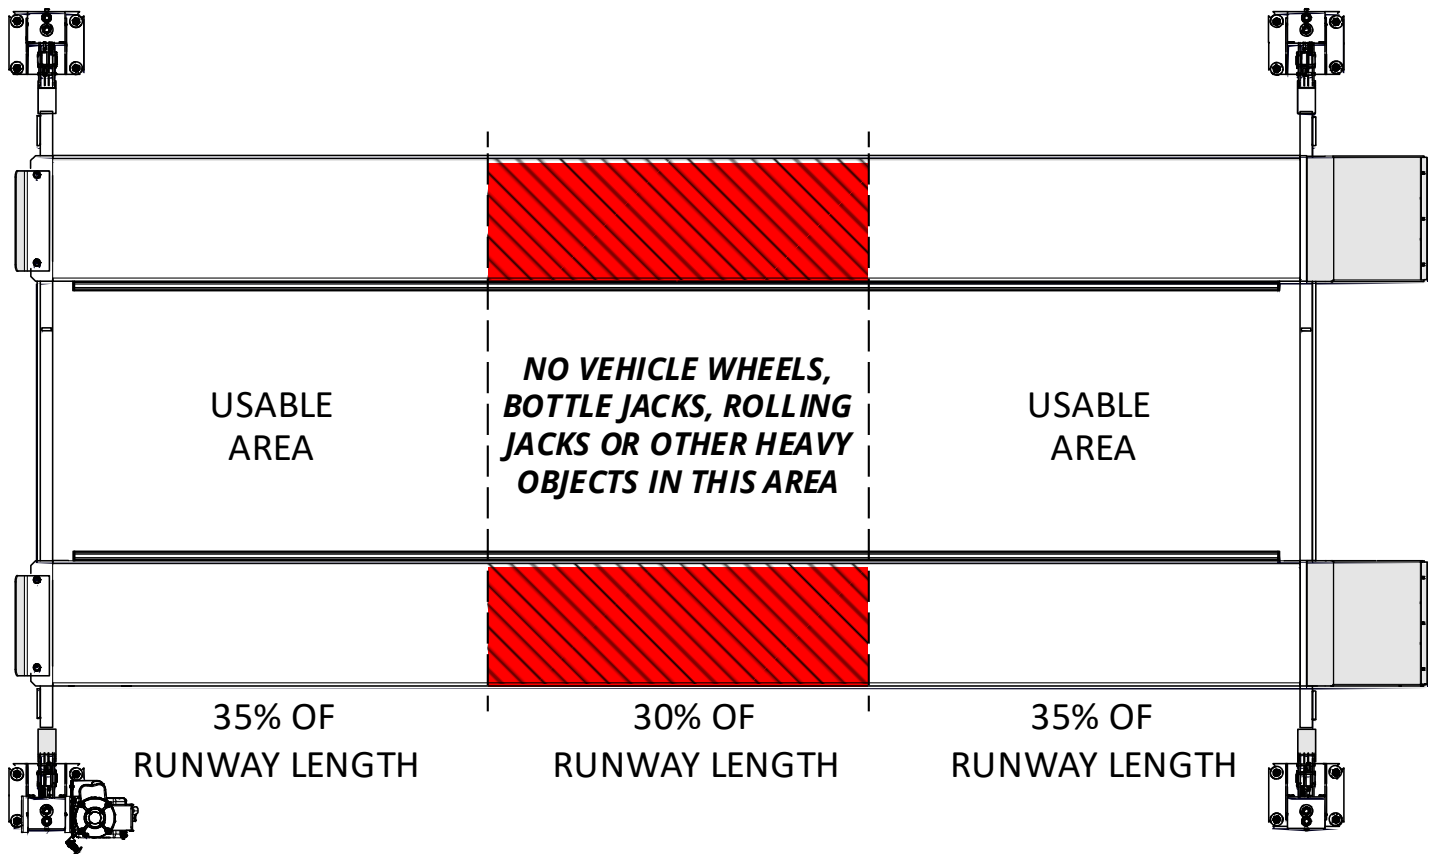 USABLE
AREA
NO VEHICLE WHEELS,
BOTTLE JACKS, ROLLING
JACKS OR OTHER HEAVY
OBJECTS IN THIS AREA
USABLE
AREA
35% OF
RUNWAY LENGTH
30% OF
RUNWAY LENGTH
35% OF
RUNWAY LENGTH